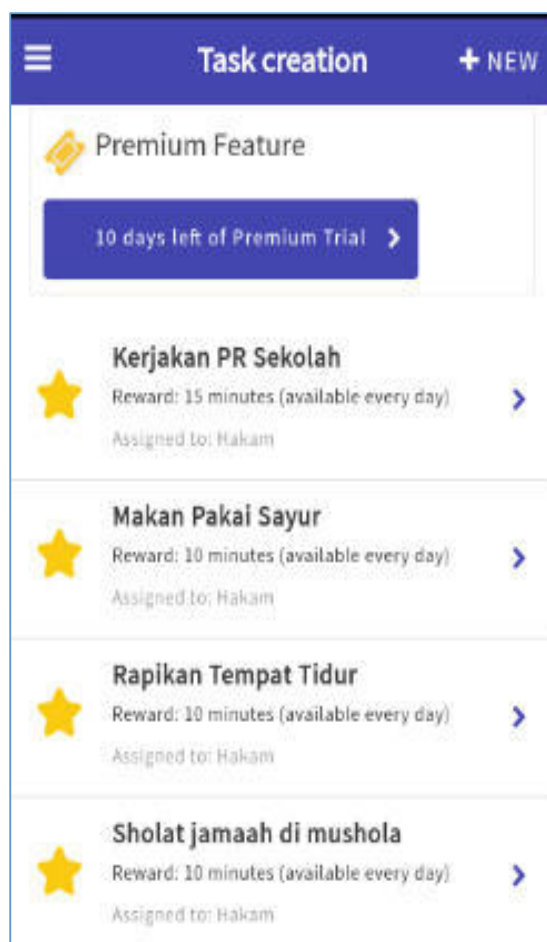 Task creation
+ NEW
Premium Feature
10 days left of Premium Trial
Kerjakan PR Sekolah
Reward: 15 minutes (available every day)
Assigned to: Hakam
Makan Pakai Sayur
Reward: 10 minutes (available every day)
Assigned to: Hakam
Rapikan Tempat Tidur
Reward: 10 minutes (available every day)
Assigned to: Hakam
Sholat jamaah di mushola
Reward: 10 minutes (available every day)
Assigned to: Hakam